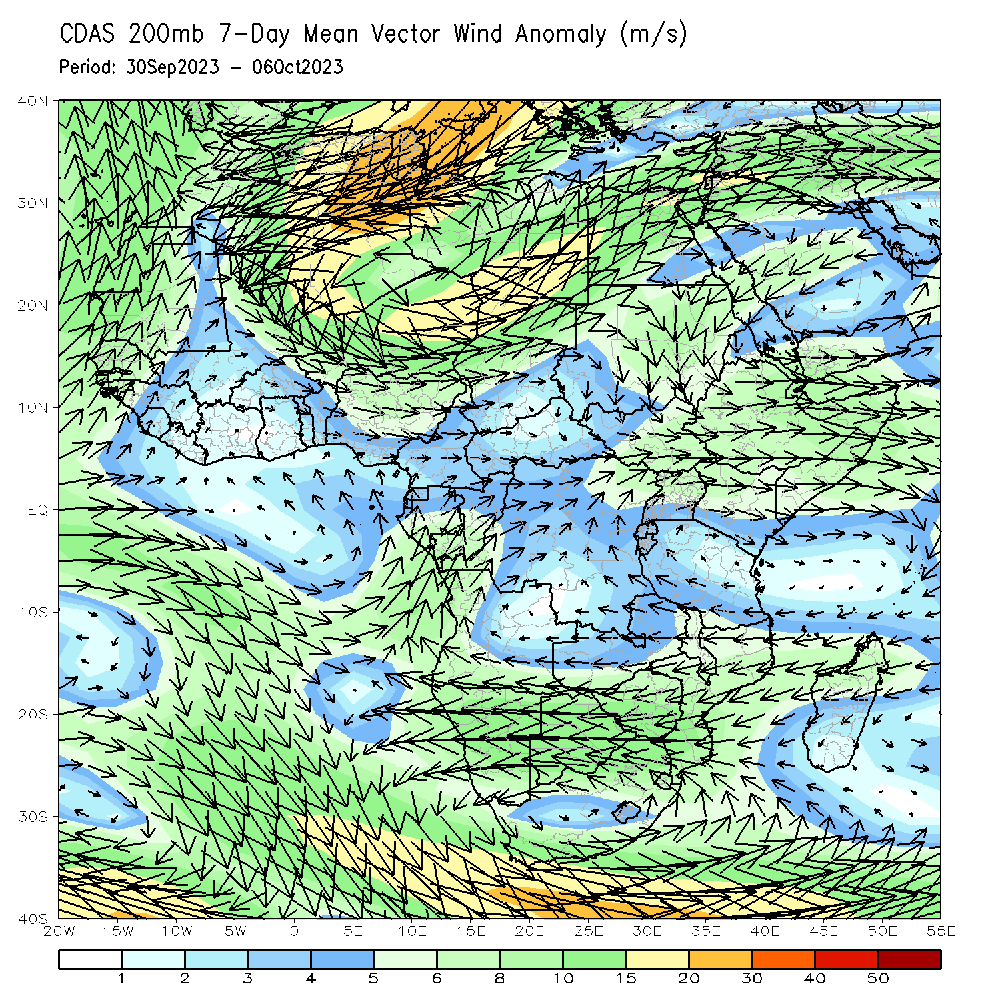 CDAS 200mb 7-Day Mean Vector Wind Anomaly (m/s)
Period: 30Sep2023 - 06Oct2023
40N
30N
20N
10N
EQ
10S
20S
30S
40S
20W 15W 10W 5W 0 5E 10E 15E 20E 25E 30E 35E 40E 45E 50E 55E
1 2 3 4 5 6 8 10 15 20 30 40 50